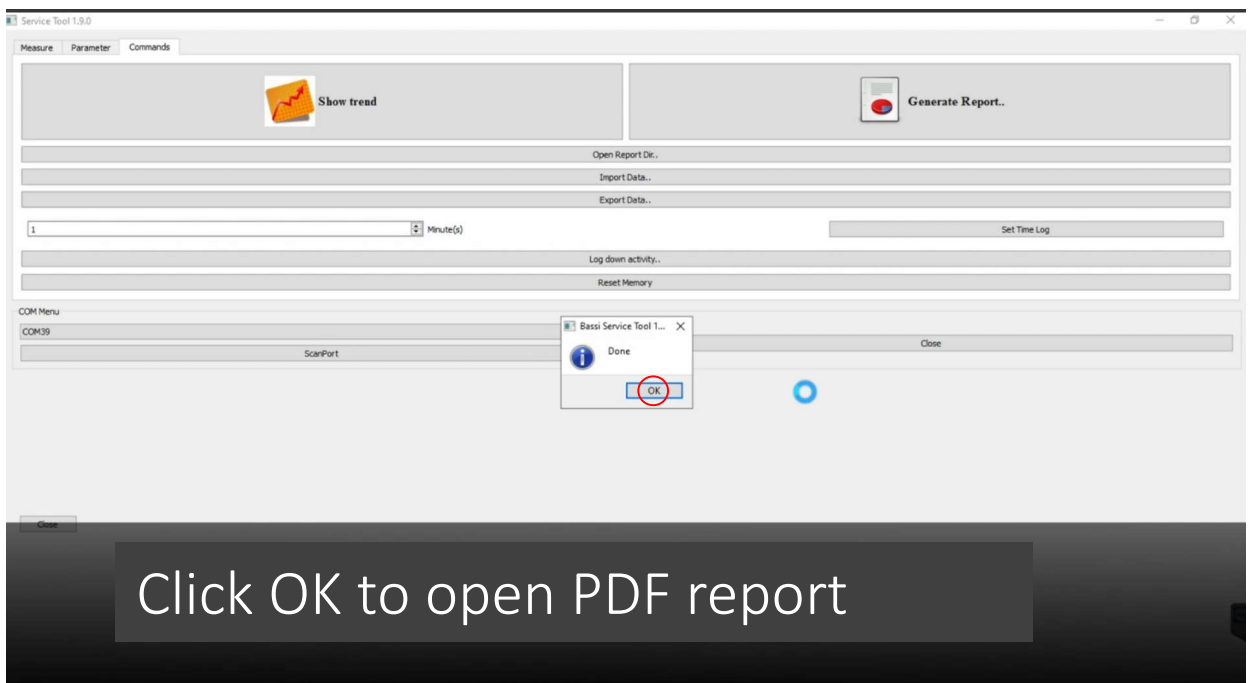 Service Tool 1.9.0
Measure Parameter Commands
Show trend
Generate Report..
Open Report Dir..
Import Data..
Export Data..
1 Minute(s) Set Time Log
Log down activity..
Reset Memory
COM Menu
COM39
Bassi Service Tool 1...
Close
ScanPort
Done
OK
Close
Click OK to open PDF report